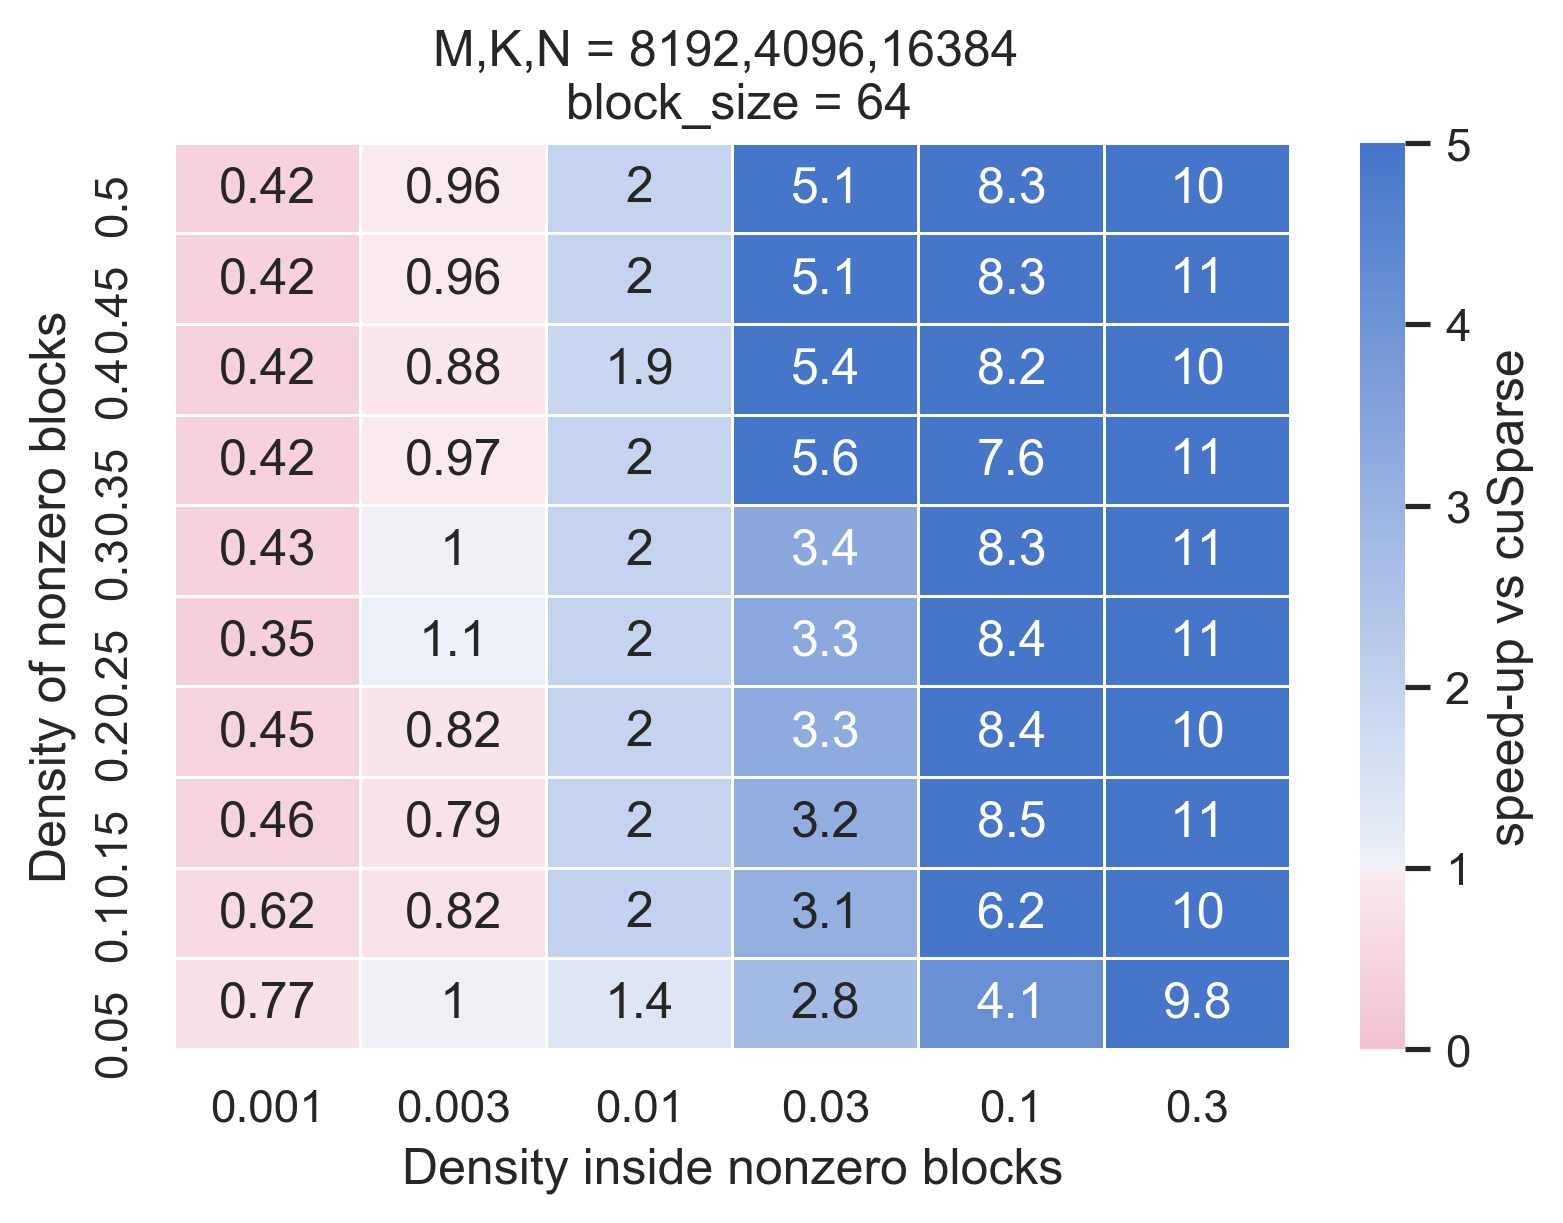 M,K,N = 8192,4096,16384
block_size = 64
Density of nonzero blocks
0.5 0.42 0.96 2 5.1 8.3 10
0.45 0.42 0.96 2 5.1 8.3 11
0.4 0.42 0.88 1.9 5.4 8.2 10
0.35 0.42 0.97 2 5.6 7.6 11
0.3 0.43 1 2 3.4 8.3 11
0.25 0.35 1.1 2 3.3 8.4 11
0.2 0.45 0.82 2 3.3 8.4 10
0.15 0.46 0.79 2 3.2 8.5 11
0.1 0.62 0.82 2 3.1 6.2 10
0.05 0.77 1 1.4 2.8 4.1 9.8
0.001 0.003 0.01 0.03 0.1 0.3
Density inside nonzero blocks
5
4
3
2
1
0
speed-up vs cuSparse